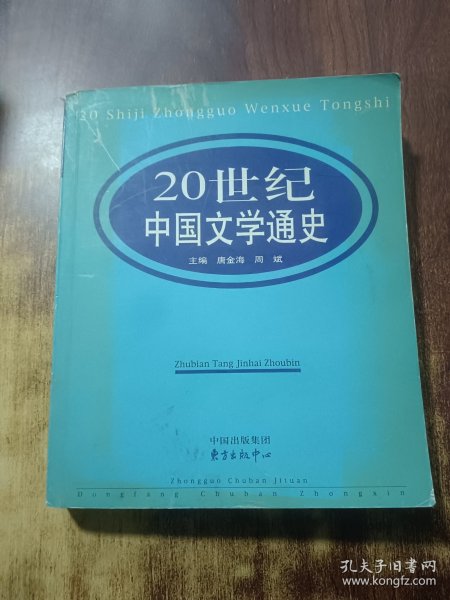 20 Shiji Zhongguo Wenxue Tongshi
20世纪
中国文学通史
主编 唐金海 周斌
Zhubian Tang Jinhai Zhoubin
中国出版集团
东方出版中心
Zhongguo Chuban Jituan
Dongfang Chuban Zhongxin
孔夫子旧书网
www.kongfz.com